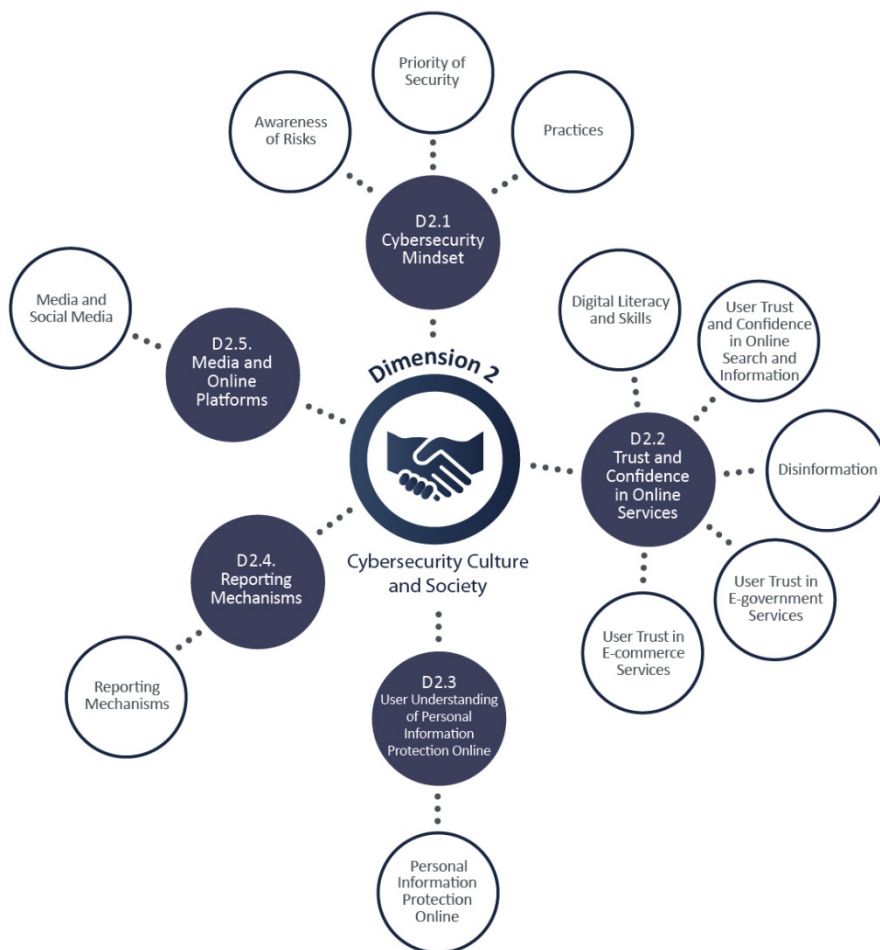 Priority of
Security
Awareness
of Risks
Practices
D2.1
Cybersecurity
Mindset
Media and
Social Media
D2.5.
Media and
Online
Platforms
Digital Literacy
and Skills
User Trust
and Confidence
in Online
Search and
Information
Dimension 2
D2.2
Trust and
Confidence
in Online
Services
Disinformation
Cybersecurity Culture
and Society
D2.4.
Reporting
Mechanisms
User Trust in
E-government
Services
User Trust in
E-commerce
Services
Reporting
Mechanisms
D2.3
User Understanding
of Personal
Information
Protection Online
Personal
Information
Protection
Online